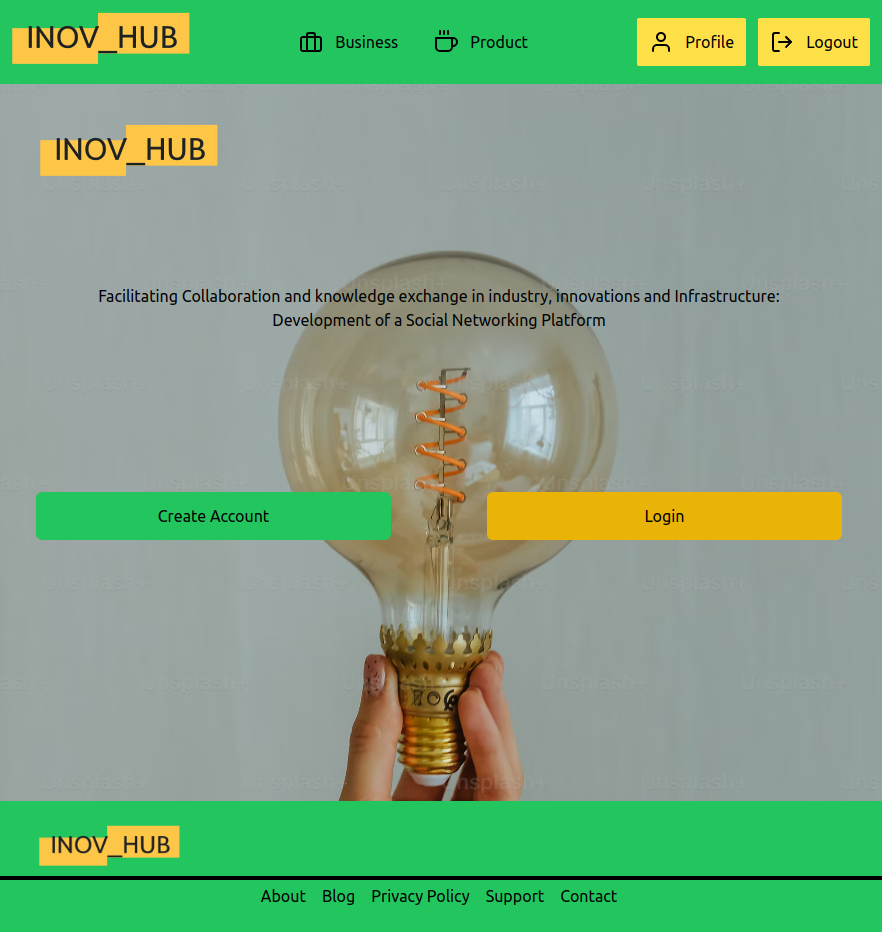 INOV_HUB
Business
Product
Profile
Logout
INOV_HUB
Facilitating Collaboration and knowledge exchange in industry, innovations and Infrastructure:
Development of a Social Networking Platform
Create Account
Login
Unsplash+
INOV_HUB
About Blog Privacy Policy Support Contact